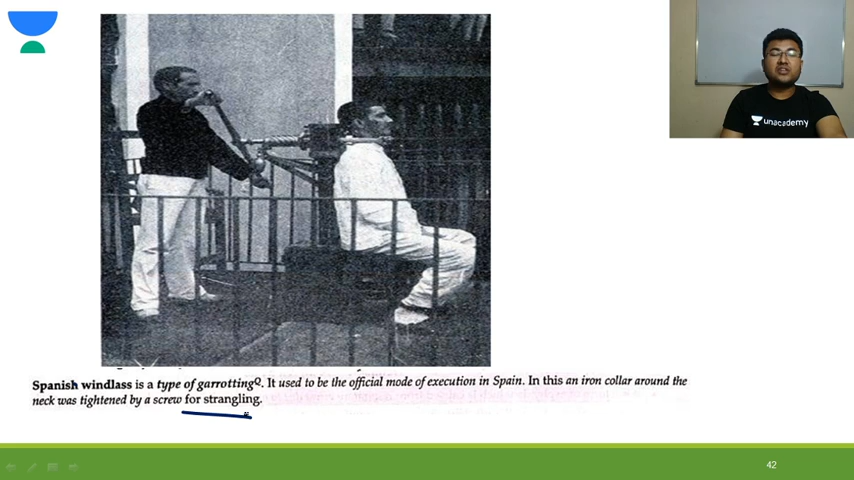 unacademy
Spanish windlass is a type of garrottingQ. It used to be the official mode of execution in Spain. In this an iron collar around the
neck was tightened by a screw for strangling.
42